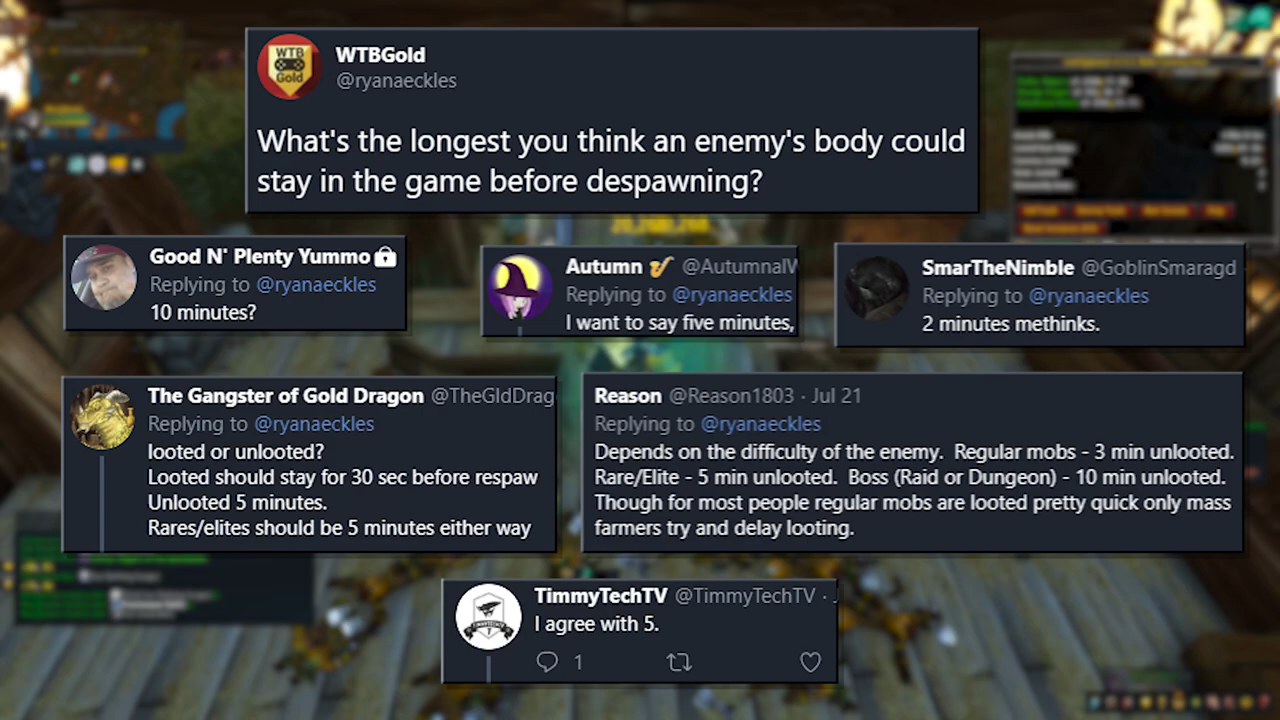 WTB
Gold
WTBGold
@ryanaeckles
What's the longest you think an enemy's body could
stay in the game before despawning?
Good N' Plenty Yummo
Replying to @ryanaeckles
10 minutes?
Autumn 🎷 @AutumnalW
Replying to @ryanaeckles
I want to say five minutes,
SmarTheNimble @GoblinSmaragd
Replying to @ryanaeckles
2 minutes methinks.
The Gangster of Gold Dragon @TheGldDrag
Replying to @ryanaeckles
looted or unlooted?
Looted should stay for 30 sec before respaw
Unlooted 5 minutes.
Rares/elites should be 5 minutes either way
Reason @Reason1803 · Jul 21
Replying to @ryanaeckles
Depends on the difficulty of the enemy.  Regular mobs - 3 min unlooted.
Rare/Elite - 5 min unlooted.  Boss (Raid or Dungeon) - 10 min unlooted.
Though for most people regular mobs are looted pretty quick only mass
farmers try and delay looting.
TimmyTechTV @TimmyTechTV ·
I agree with 5.
1